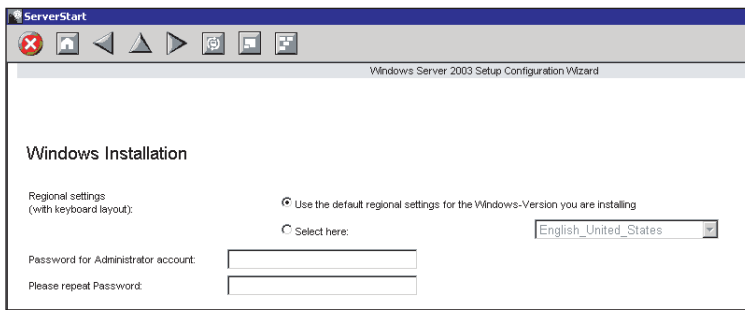 ServerStart
Windows Server 2003 Setup Configuration Wizard
Windows Installation
Regional settings
(with keyboard layout):
Use the default regional settings for the Windows-Version you are installing
Select here:
English_United_States
Password for Administrator account:
Please repeat Password: